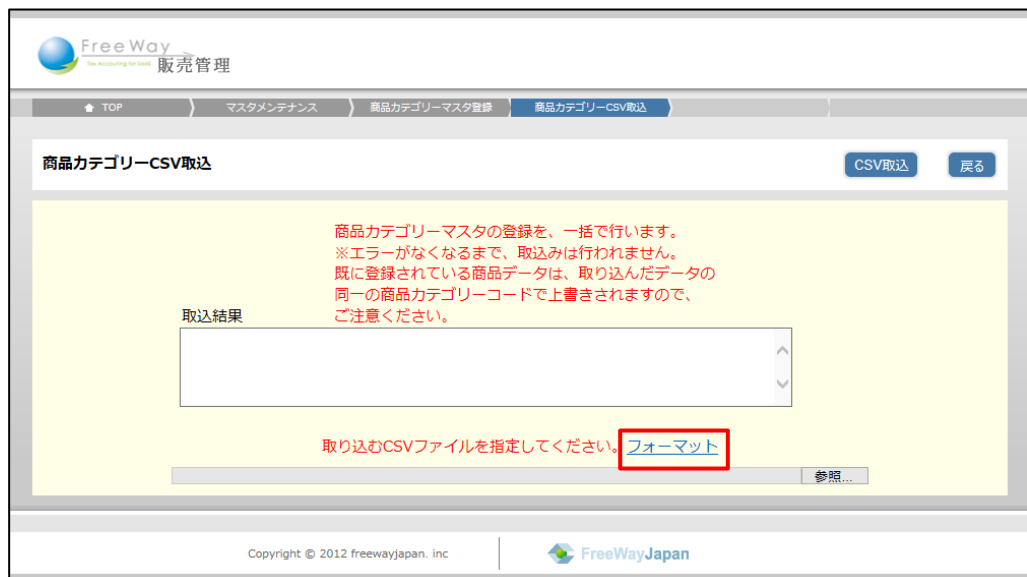 FreeWay
Tax Accounting for SaaS
販売管理
TOP
マスタメンテナンス
商品カテゴリーマスタ登録
商品カテゴリーCSV取込
商品カテゴリーCSV取込
CSV取込
戻る
商品カテゴリーマスタの登録を、一括で行います。
※エラーがなくなるまで、取込みは行われません。
既に登録されている商品データは、取り込んだデータの
同一の商品カテゴリーコードで上書きされますので、
ご注意ください。
取込結果
取り込むCSVファイルを指定してください。フォーマット
参照...
Copyright © 2012 freewayjapan. inc
FreeWayJapan